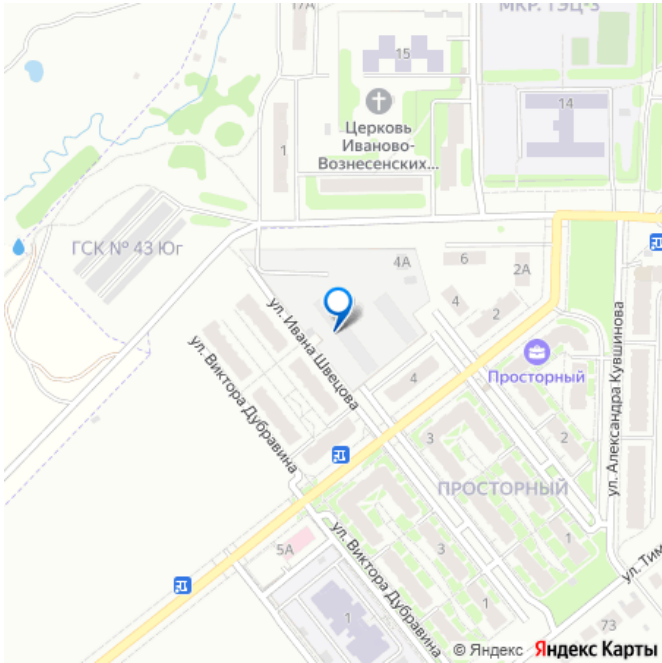 17А
МКР. ТЭЦ-3
15
14
Церковь
Иваново-
Вознесенских...
1
ГСК № 43 Юг
4А
6
2А
4
2
ул. Ивана Швецова
ул. Виктора Дубравина
Просторный
ул. Александра Кувшинова
4
3
2
ПРОСТОРНЫЙ
5А
ул. Виктора Дубравина
3
1
1
1
ул. Тим
73
© Яндекс Яндекс Карты